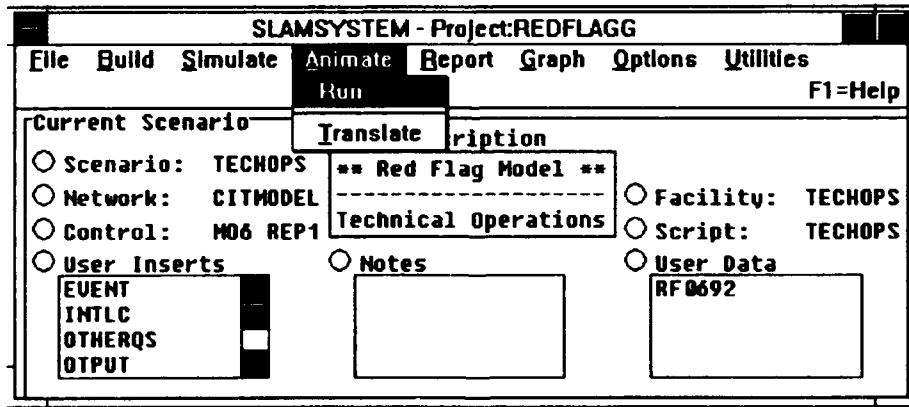 SLAMSYSTEM - Project:REDFLAGG
File Build Simulate Animate Report Graph Options Utilities
Run
F1=Help
Current Scenario
Translate
ription
Scenario: TECHOPS
** Red Flag Model **
Network: CITMODEL
--------------------
Facility: TECHOPS
Control: M06 REP1
Technical Operations
Script: TECHOPS
User Inserts
Notes
User Data
EVENT
RF0692
INTLC
OTHERQS
OTPUT